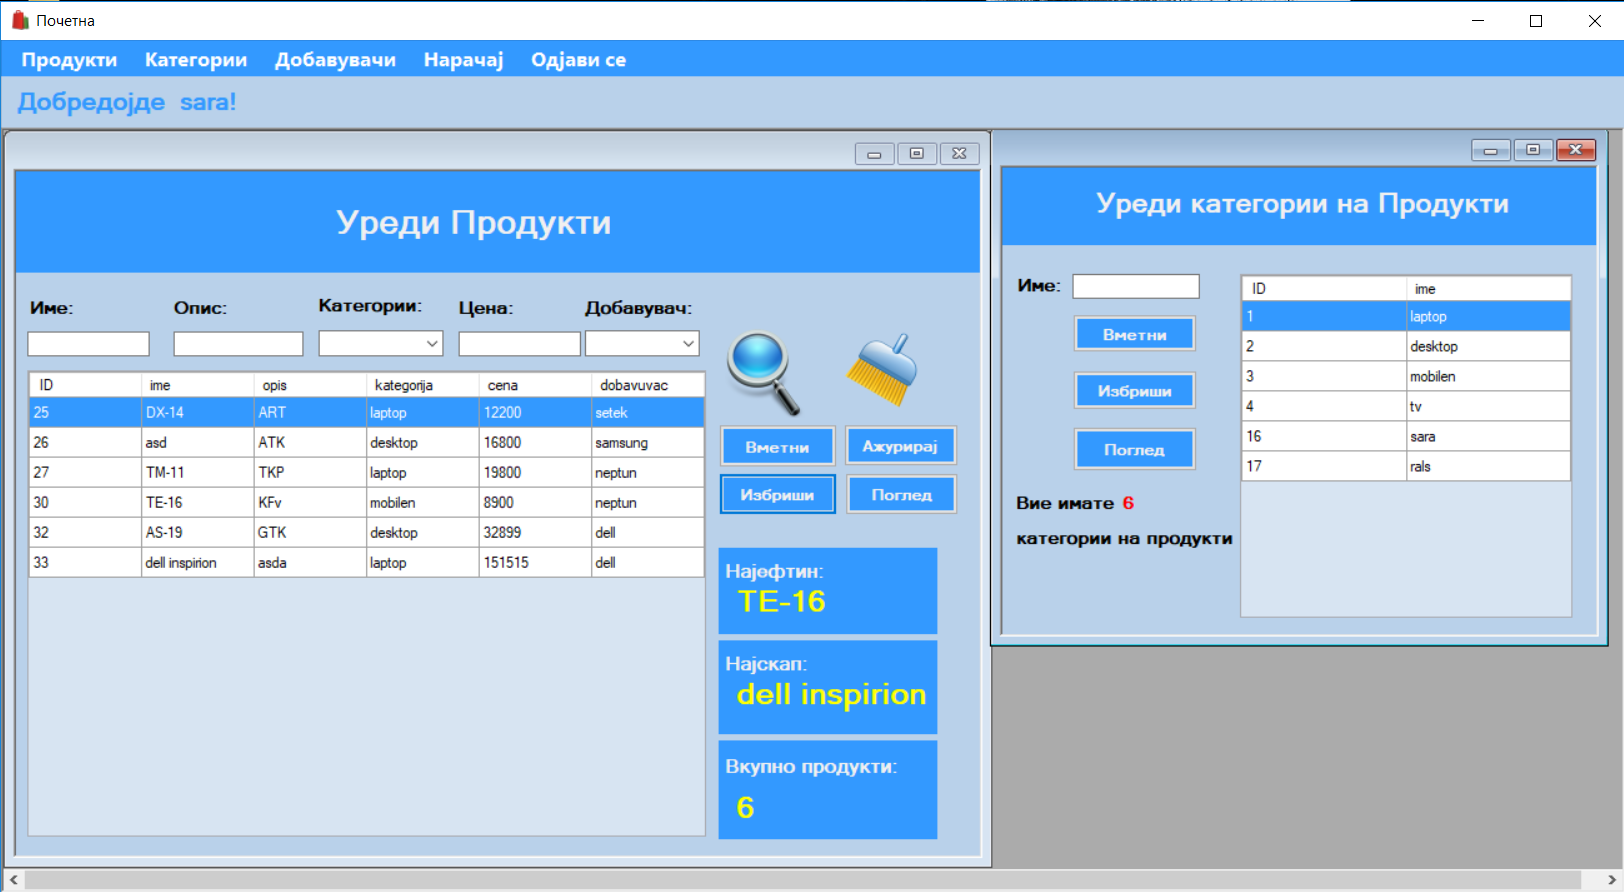 Почетна
Продукти Категории Добавувачи Нарачај Одјави се
Добредојде sara!
Уреди Продукти
Име: Опис: Категории: Цена: Добавувач:
ID ime opis kategorija cena dobavuvac
25 DX-14 ART laptop 12200 setek
26 asd ATK desktop 16800 samsung
27 TM-11 TKP laptop 19800 neptun
30 TE-16 KFv mobilen 8900 neptun
32 AS-19 GTK desktop 32899 dell
33 dell inspirion asda laptop 151515 dell
Вметни Ажурирај
Избриши Поглед
Најефтин:
TE-16
Најскап:
dell inspirion
Вкупно продукти:
6
Уреди категории на Продукти
Име:
Вметни
Избриши
Поглед
Вие имате 6
категории на продукти
ID ime
1 laptop
2 desktop
3 mobilen
4 tv
16 sara
17 rals